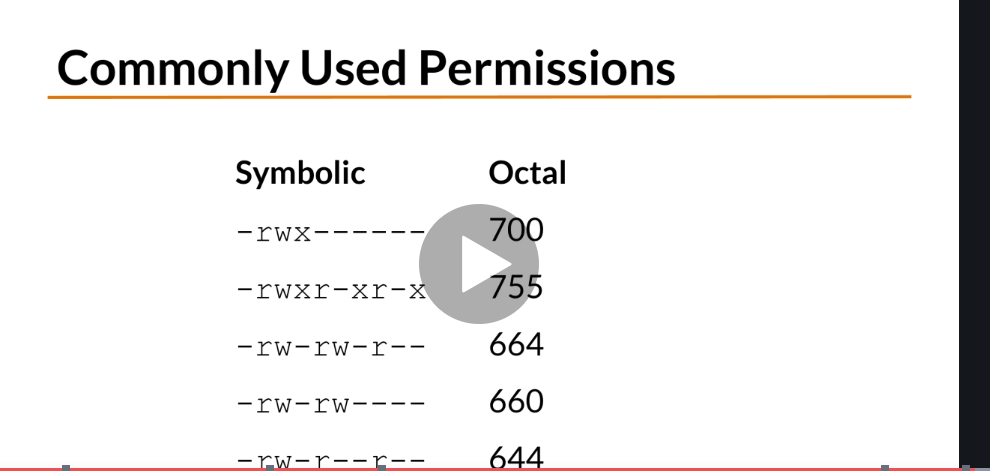 Commonly Used Permissions
Symbolic Octal
-rwx------ 700
-rwxr-xr-x 755
-rw-rw-r-- 664
-rw-rw---- 660
-rw-r--r-- 644